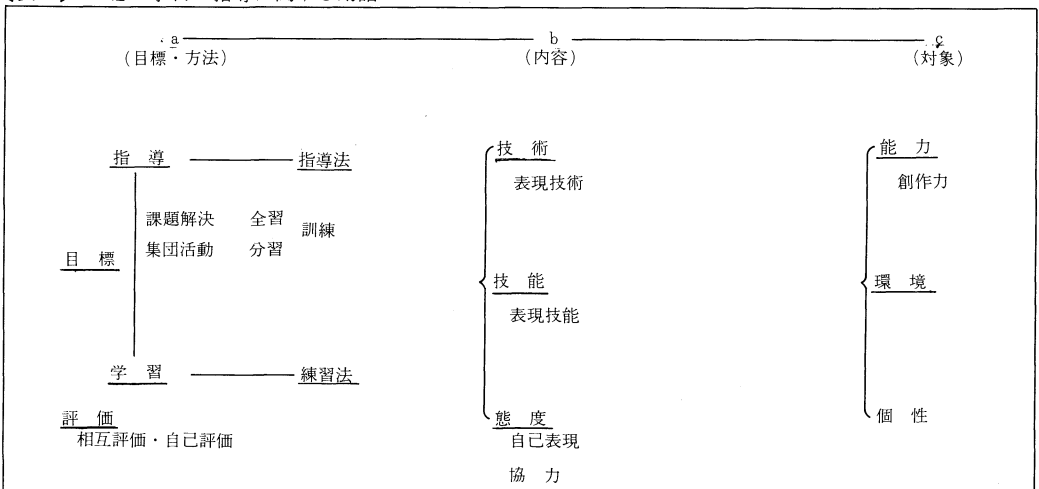 a b c
(目標・方法) (内容) (対象)
指導 指導法 技術 能力
表現技術 創作力
課題解決 全習 訓練
集団活動 分習
目標 技能 環境
表現技能
学習 練習法
評価 態度 個性
相互評価・自己評価 自己表現
協力